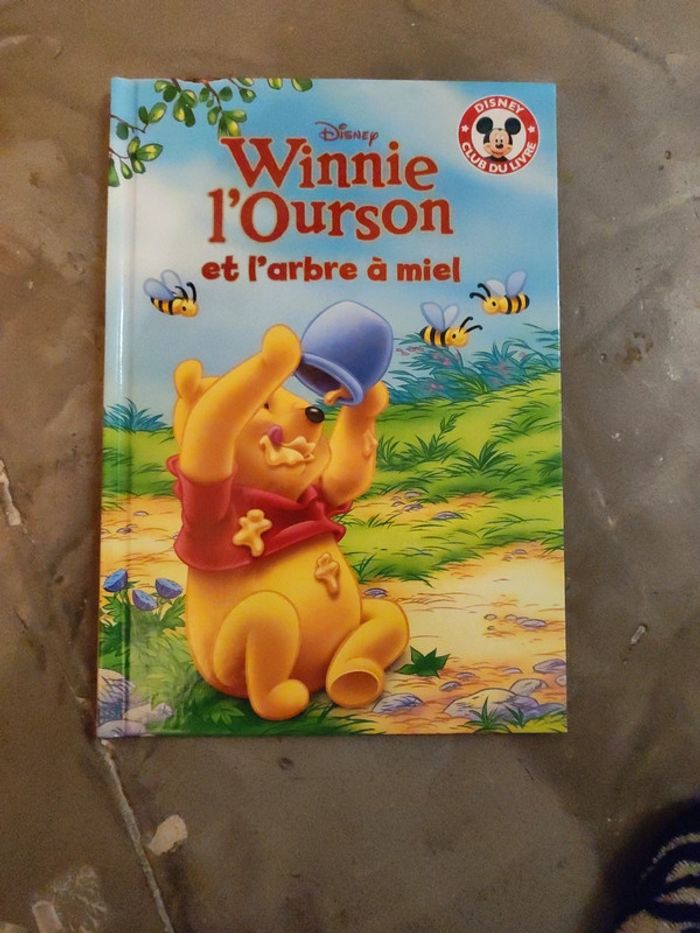 DISNEY
CLUB DU LIVRE
Disney
Winnie
l'Ourson
et l'arbre à miel